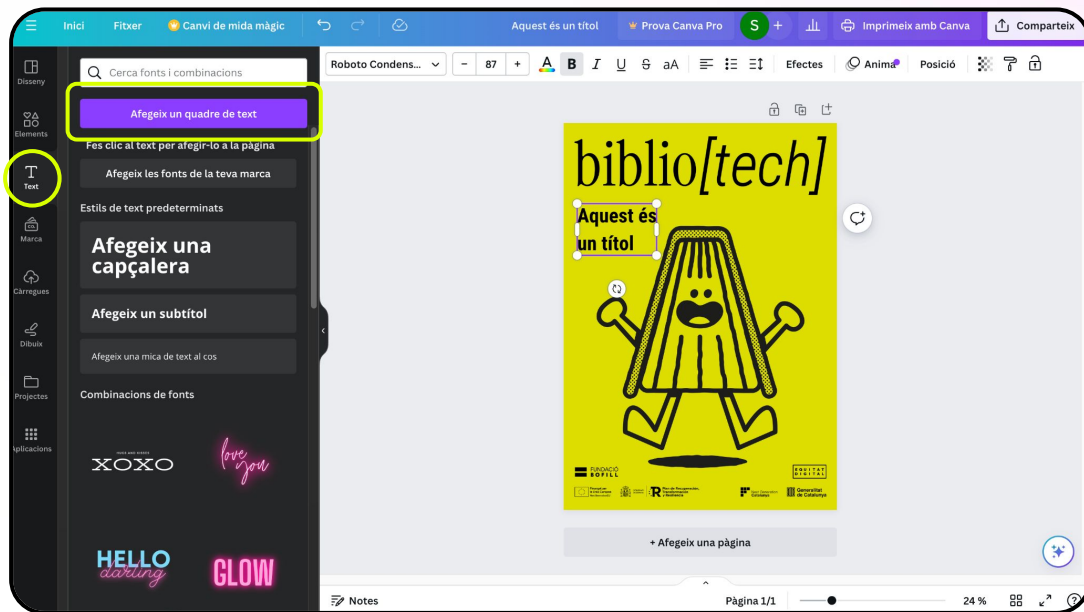 Inici Fitxer Canvi de mida màgic Aquest és un títol Prova Canva Pro S + Imprimeix amb Canva Comparteix
Roboto Condens... - 87 + A B I U S aA Efectes Anima Posició
Disseny
Elements
Text
Marca
Càrregues
Dibuix
Projectes
Aplicacions
Cerca fonts i combinacions
Afegeix un quadre de text
Fes clic al text per afegir-lo a la pàgina
Afegeix les fonts de la teva marca
Estils de text predeterminats
Afegeix una
capçalera
Afegeix un subtítol
Afegeix una mica de text al cos
Combinacions de fonts
XOXO
love
you
HELLO
darling
GLOW
biblio[tech]
Aquest és
un títol
FUNDACIÓ
BOFILL
EQUITAT
DIGITAL
Plan de Recuperación,
Transformación
y Resiliencia
Generalitat
de Catalunya
+ Afegeix una pàgina
Notes
Pàgina 1/1
24 %